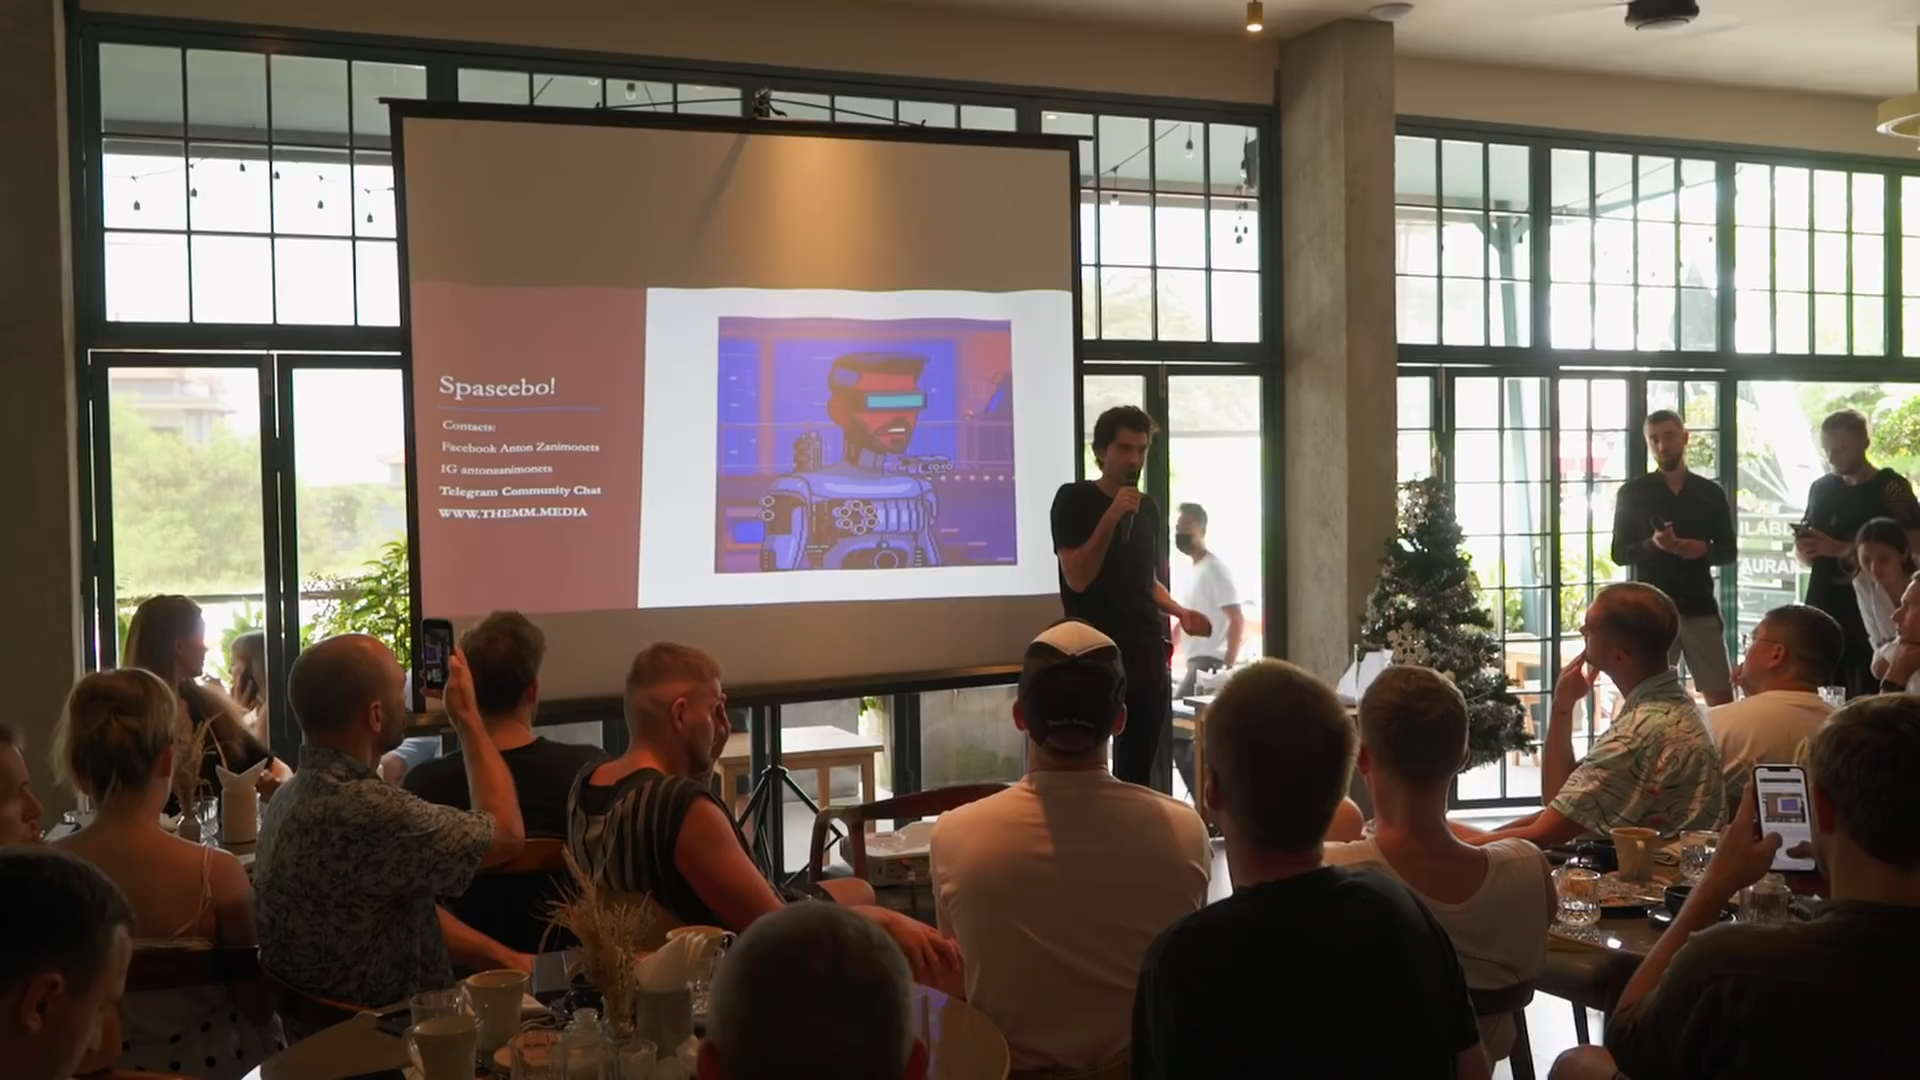 Spaseebo!
Contacts:
Facebook Anton Zanimonets
IG antonzanimonets
Telegram Community Chat
WWW.THEMM.MEDIA